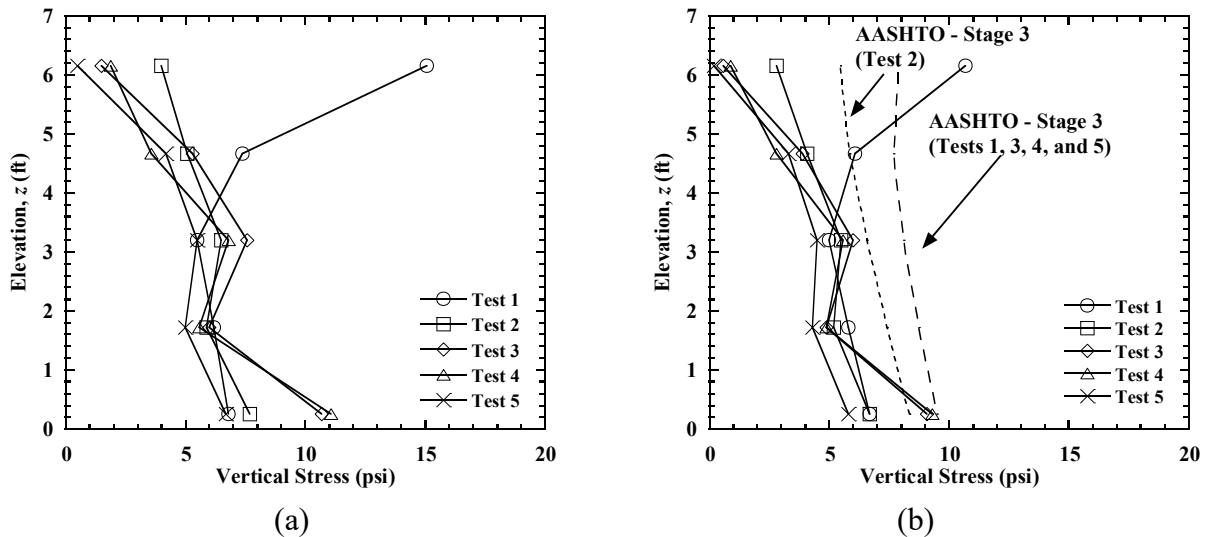 7
6
5
4
3
2
1
0
Elevation, z (ft)
0
5
10
15
20
Vertical Stress (psi)
Test 1
Test 2
Test 3
Test 4
Test 5
(a)
7
6
5
4
3
2
1
0
Elevation, z (ft)
0
5
10
15
20
Vertical Stress (psi)
AASHTO - Stage 3
(Test 2)
AASHTO - Stage 3
(Tests 1, 3, 4, and 5)
Test 1
Test 2
Test 3
Test 4
Test 5
(b)